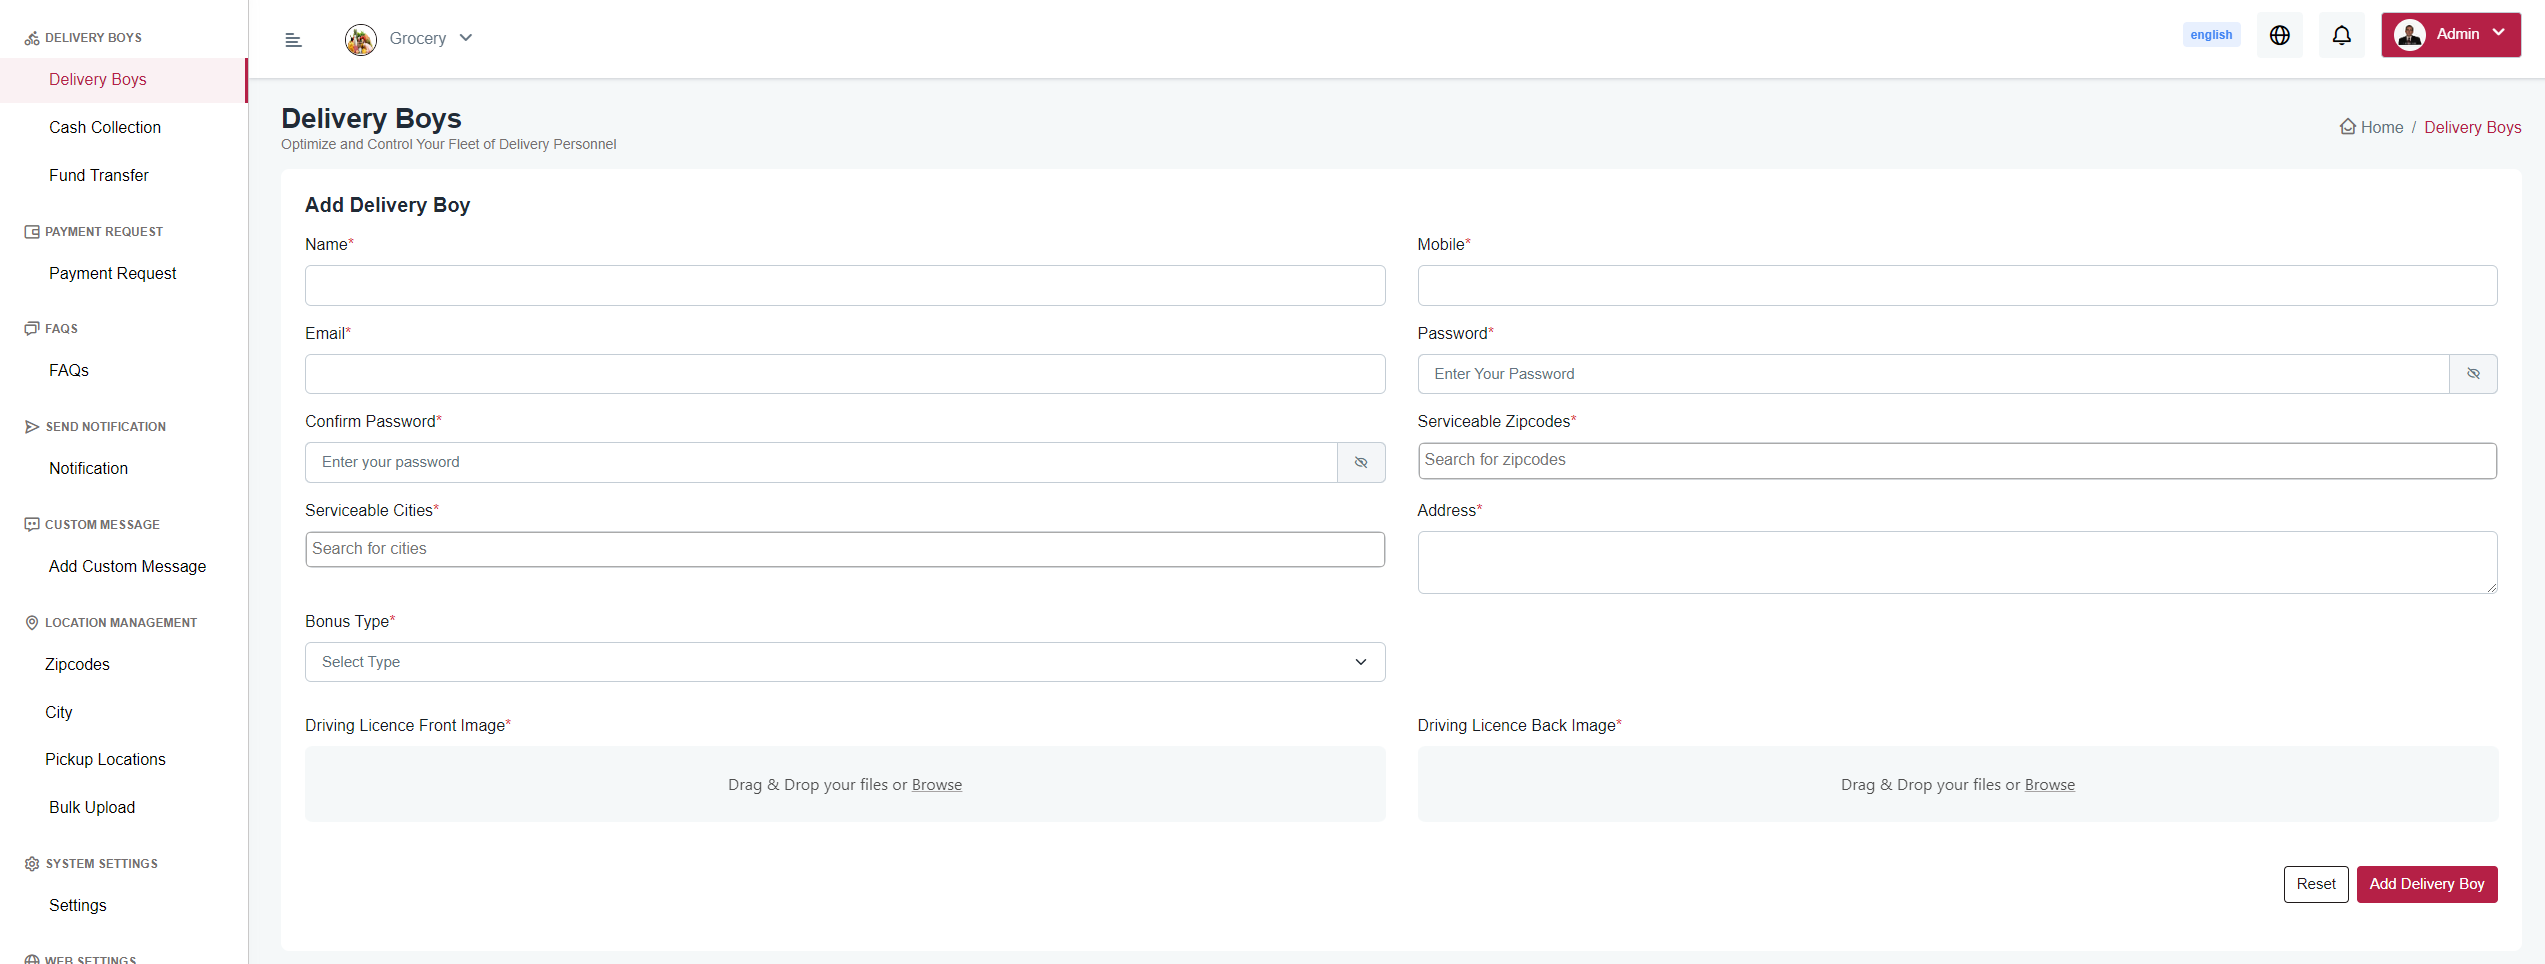 DELIVERY BOYS
Delivery Boys
Cash Collection
Fund Transfer
PAYMENT REQUEST
Payment Request
FAQS
FAQs
SEND NOTIFICATION
Notification
CUSTOM MESSAGE
Add Custom Message
LOCATION MANAGEMENT
Zipcodes
City
Pickup Locations
Bulk Upload
SYSTEM SETTINGS
Settings
WEB SETTINGS
Grocery
english
Admin
Delivery Boys
Optimize and Control Your Fleet of Delivery Personnel
Home / Delivery Boys
Add Delivery Boy
Name*
Mobile*
Email*
Password*
Enter Your Password
Confirm Password*
Enter your password
Serviceable Zipcodes*
Search for zipcodes
Serviceable Cities*
Search for cities
Address*
Bonus Type*
Select Type
Driving Licence Front Image*
Drag & Drop your files or Browse
Driving Licence Back Image*
Drag & Drop your files or Browse
Reset
Add Delivery Boy